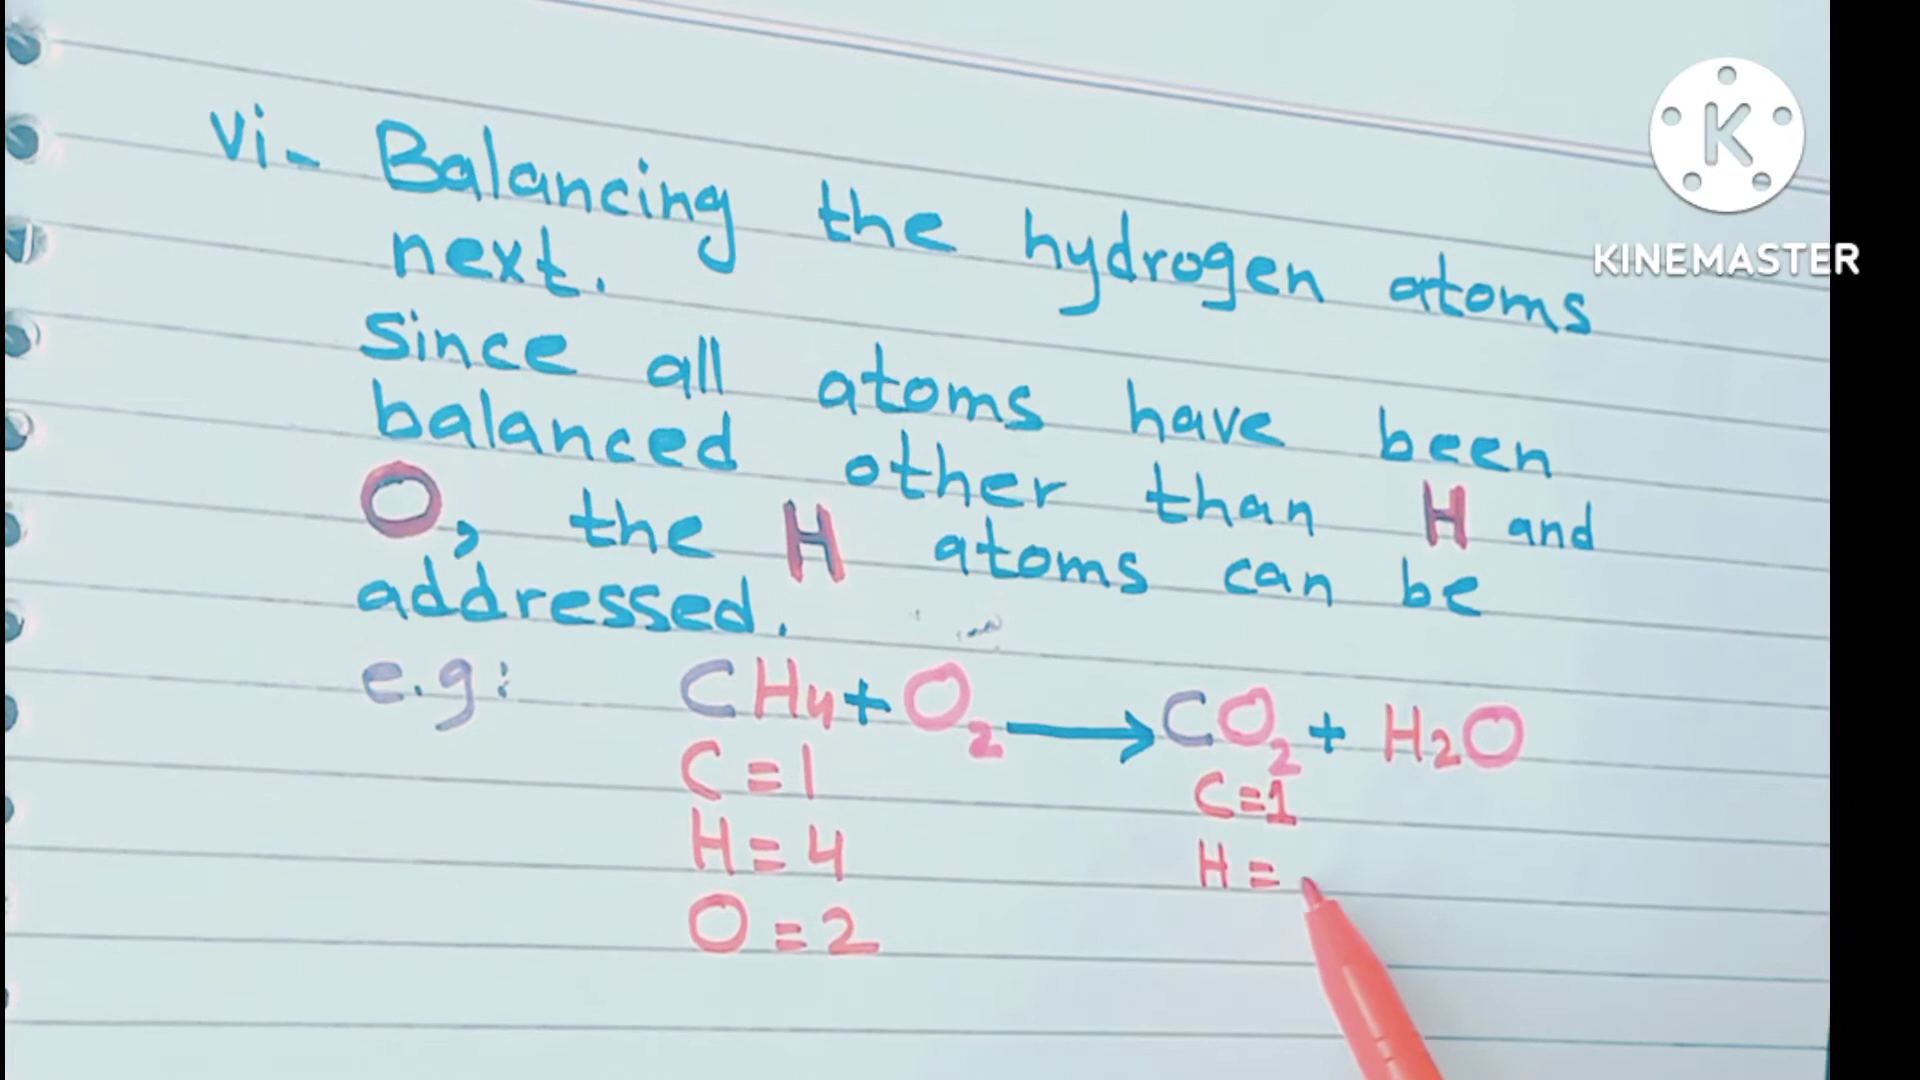 vi- Balancing the hydrogen atoms
next.
Since all atoms have been
balanced other than H and
O, the H atoms can be
addressed.
e.g: CH4 + O2 → CO2 + H2O
C = 1 C = 1
H = 4 H =
O = 2
K
KINEMASTER